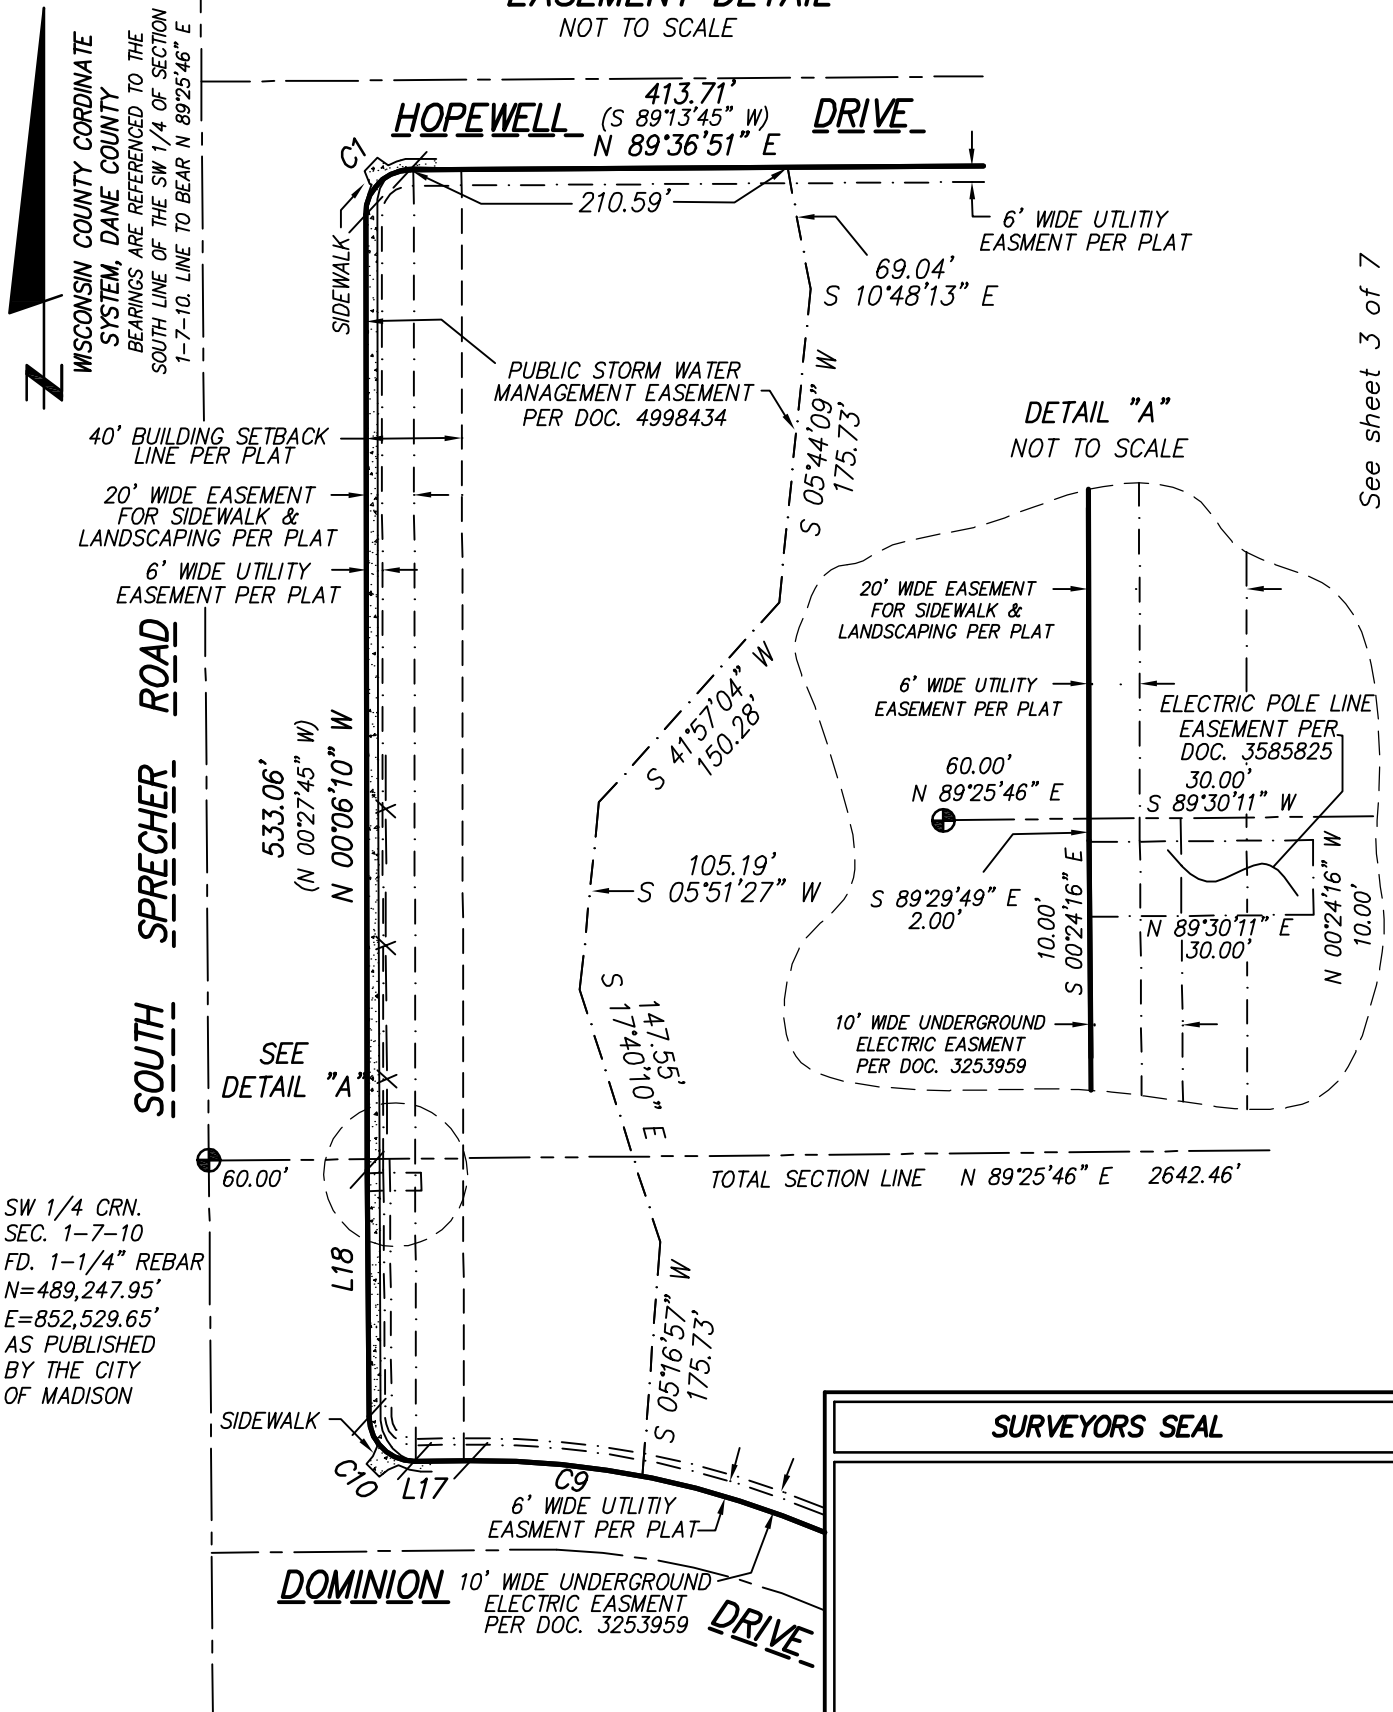 EASEMENT DETAIL
NOT TO SCALE
WISCONSIN COUNTY CORDINATE
SYSTEM, DANE COUNTY
BEARINGS ARE REFERENCED TO THE
SOUTH LINE OF THE SW 1/4 OF SECTION
1-7-10. LINE TO BEAR N 89°25'46" E
N
HOPEWELL DRIVE
413.71'
(S 89°13'45" W)
N 89°36'51" E
C1
210.59'
SIDEWALK
6' WIDE UTLITIY
EASMENT PER PLAT
69.04'
S 10°48'13" E
See sheet 3 of 7
PUBLIC STORM WATER
MANAGEMENT EASEMENT
PER DOC. 4998434
S 05°44'09" W
175.73'
40' BUILDING SETBACK
LINE PER PLAT
20' WIDE EASEMENT
FOR SIDEWALK &
LANDSCAPING PER PLAT
6' WIDE UTILITY
EASEMENT PER PLAT
DETAIL "A"
NOT TO SCALE
20' WIDE EASEMENT
FOR SIDEWALK &
LANDSCAPING PER PLAT
6' WIDE UTILITY
EASEMENT PER PLAT
ELECTRIC POLE LINE
EASEMENT PER
DOC. 3585825
60.00'
N 89°25'46" E
30.00'
S 89°30'11" W
S 89°29'49" E
2.00'
10.00'
S 00°24'16" E
N 89°30'11" E
30.00'
N 00°24'16" W
10.00'
10' WIDE UNDERGROUND
ELECTRIC EASMENT
PER DOC. 3253959
SOUTH SPRECHER ROAD
533.06'
(N 00°27'45" W)
N 00°06'10" W
S 41°57'04" W
150.28'
105.19'
S 05°51'27" W
147.55'
S 17°40'10" E
SEE
DETAIL "A"
60.00'
TOTAL SECTION LINE N 89°25'46" E 2642.46'
SW 1/4 CRN.
SEC. 1-7-10
FD. 1-1/4" REBAR
N=489,247.95'
E=852,529.65'
AS PUBLISHED
BY THE CITY
OF MADISON
L18
S 05°16'57" W
175.73'
SIDEWALK
C10
L17
C9
6' WIDE UTLITIY
EASMENT PER PLAT
DOMINION DRIVE
10' WIDE UNDERGROUND
ELECTRIC EASMENT
PER DOC. 3253959
SURVEYORS SEAL